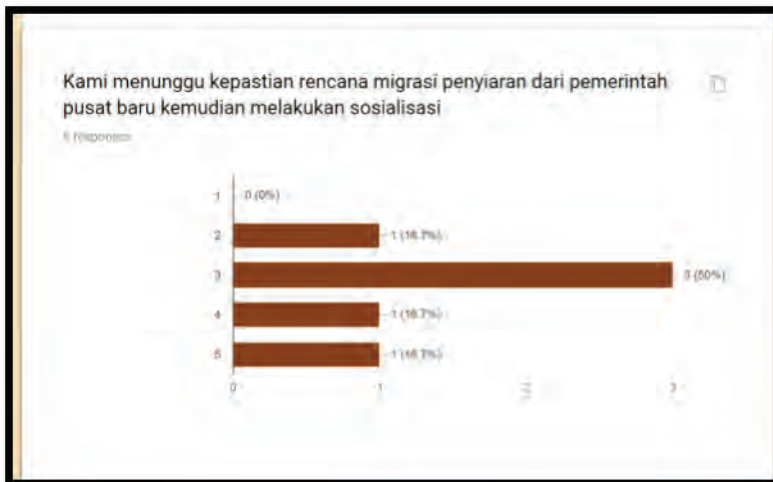 Kami menunggu kepastian rencana migrasi penyiaran dari pemerintah
pusat baru kemudian melakukan sosialisasi
6 responses
1 0 (0%)
2 1 (16.7%)
3 3 (50%)
4 1 (16.7%)
5 1 (16.7%)
0 1 2 3